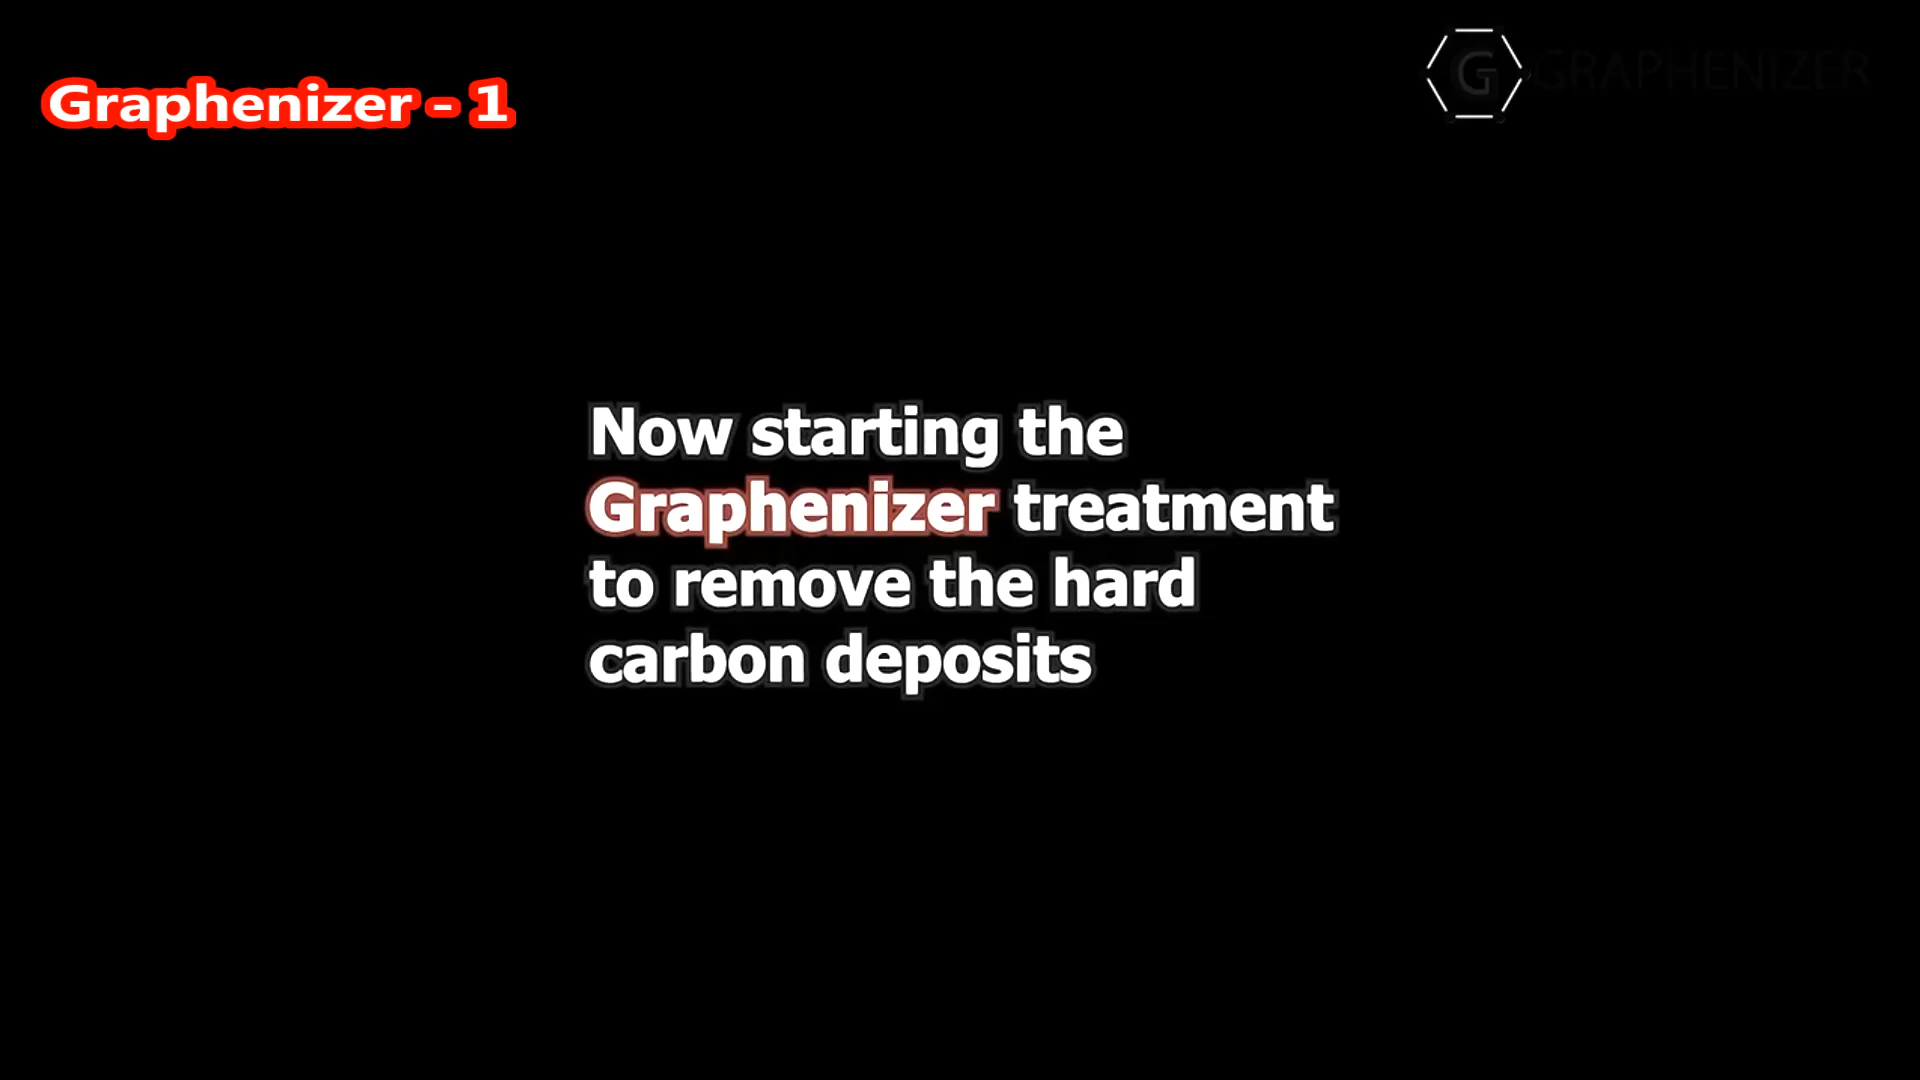 Graphenizer - 1
G GRAPHENIZER
Now starting the
Graphenizer treatment
to remove the hard
carbon deposits